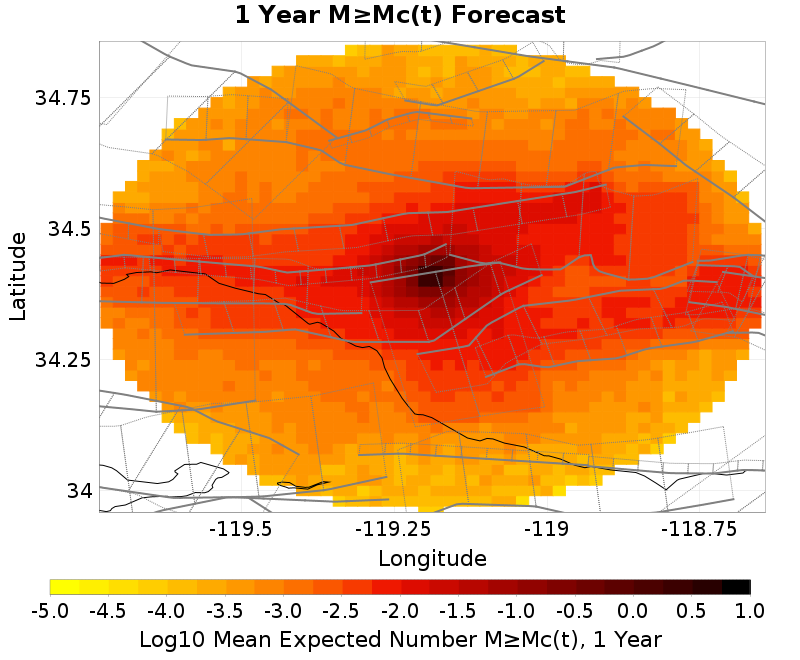 1 Year M≥Mc(t) Forecast
34.75
34.5
34.25
34
Latitude
-119.5
-119.25
-119
-118.75
Longitude
-5.0 -4.5 -4.0 -3.5 -3.0 -2.5 -2.0 -1.5 -1.0 -0.5 0.0 0.5 1.0
Log10 Mean Expected Number M≥Mc(t), 1 Year